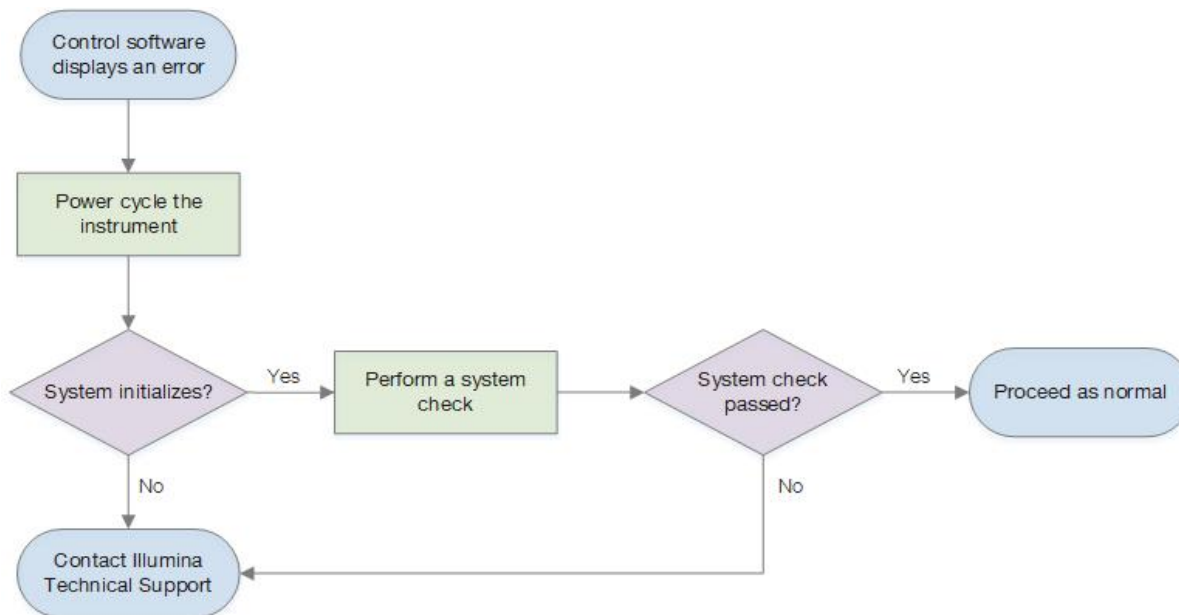 Control software
displays an error
Power cycle the
instrument
System initializes?
Yes
Perform a system
check
System check
passed?
Yes
Proceed as normal
No
No
Contact Illumina
Technical Support